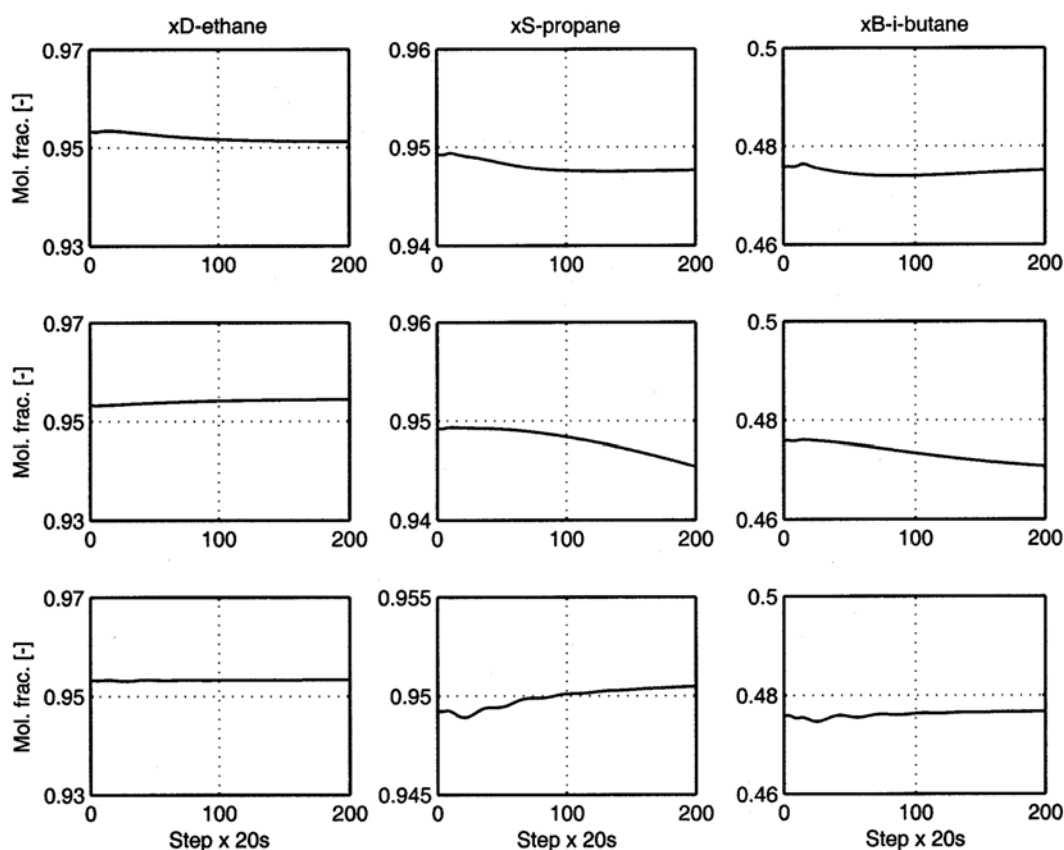 xD-ethane xS-propane xB-i-butane
0.97 0.96 0.5
Mol. frac. [-]
0.95 0.95 0.48
0.93 0.94 0.46
0 100 200 0 100 200 0 100 200
0.97 0.96 0.5
Mol. frac. [-]
0.95 0.95 0.48
0.93 0.94 0.46
0 100 200 0 100 200 0 100 200
0.97 0.955 0.5
Mol. frac. [-]
0.95 0.95 0.48
0.93 0.945 0.46
0 100 200 0 100 200 0 100 200
Step x 20s Step x 20s Step x 20s